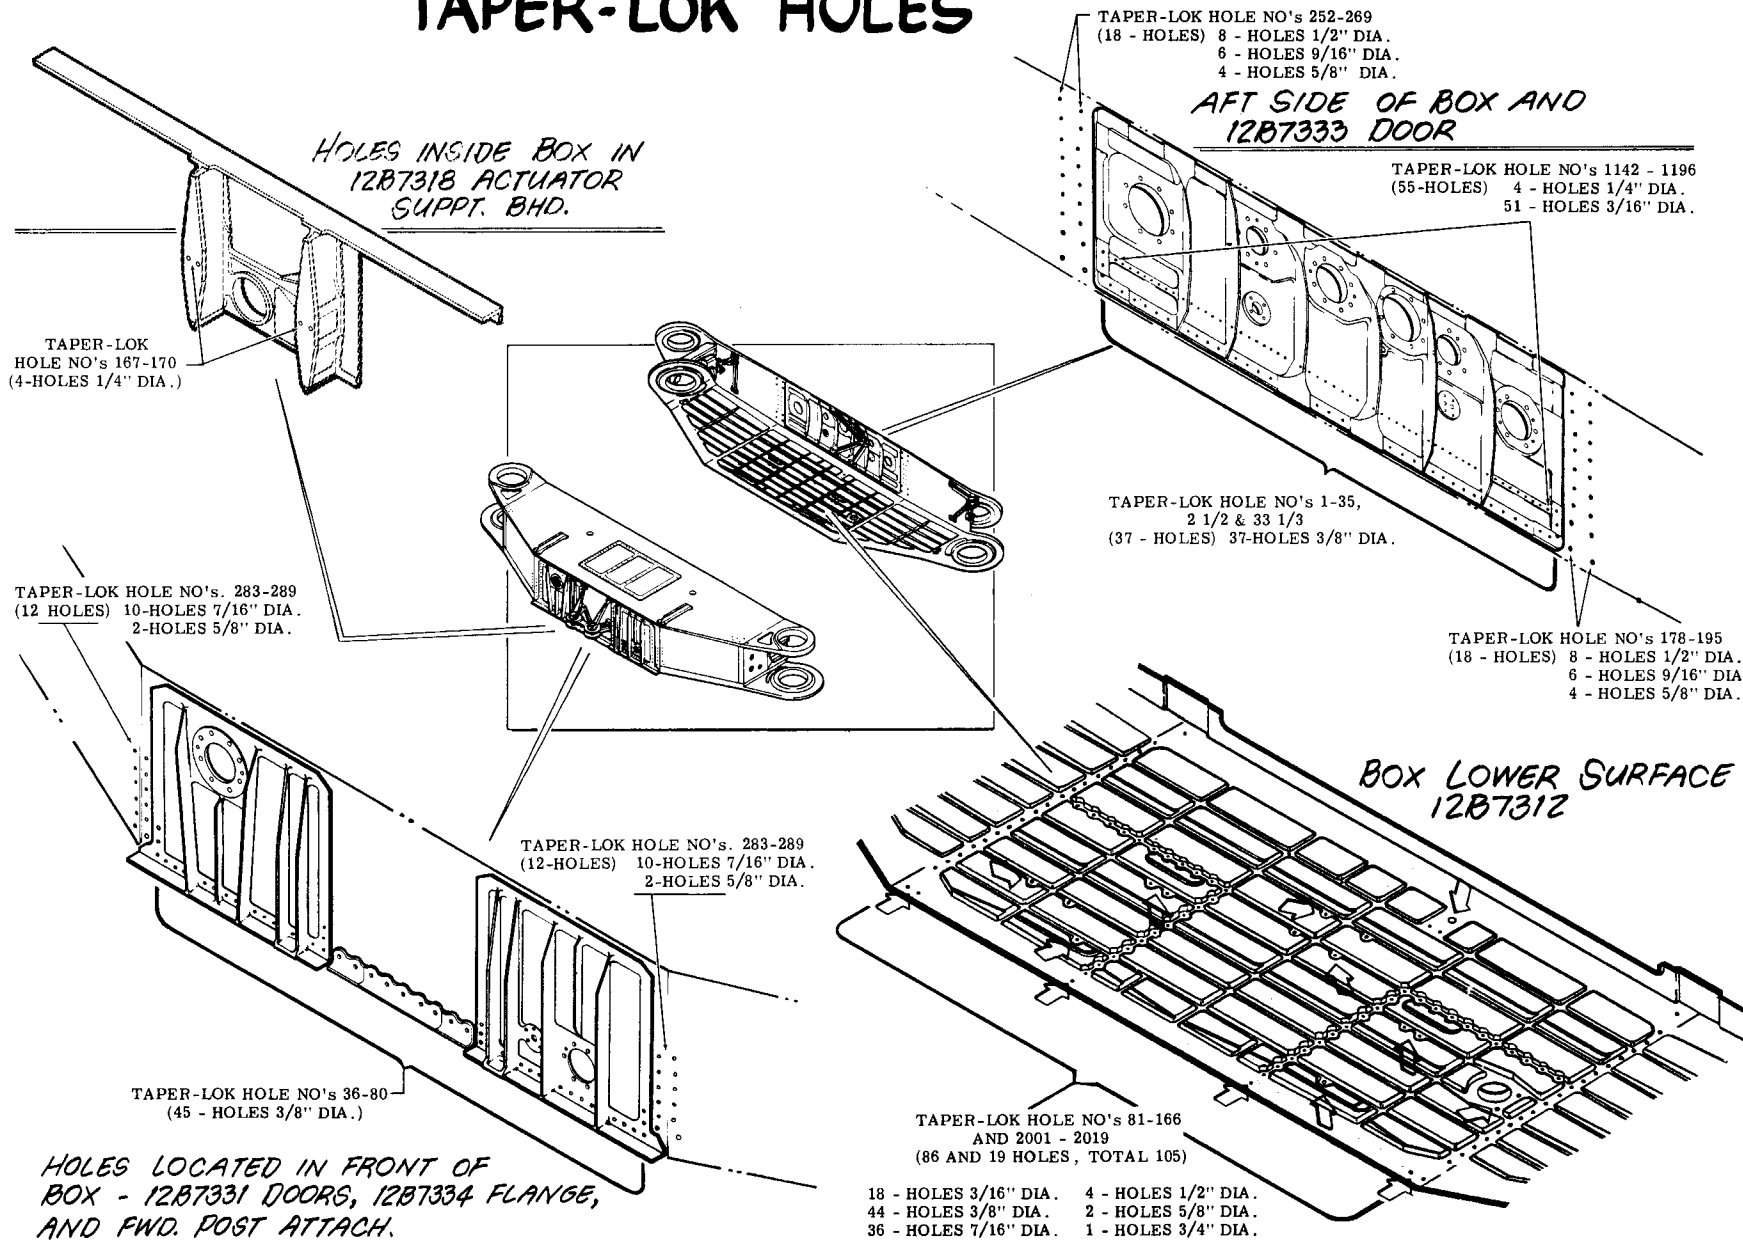 TAPER-LOK HOLES
TAPER-LOK HOLE NO's 252-269
(18 - HOLES) 8 - HOLES 1/2" DIA.
6 - HOLES 9/16" DIA.
4 - HOLES 5/8" DIA.
AFT SIDE OF BOX AND
12B7333 DOOR
TAPER-LOK HOLE NO's 1142 - 1196
(55-HOLES) 4 - HOLES 1/4" DIA.
51 - HOLES 3/16" DIA.
HOLES INSIDE BOX IN
12B7318 ACTUATOR
SUPPT. BHD.
TAPER-LOK
HOLE NO's 167-170
(4-HOLES 1/4" DIA.)
TAPER-LOK HOLE NO's 1-35,
2 1/2 & 33 1/3
(37 - HOLES) 37-HOLES 3/8" DIA.
TAPER-LOK HOLE NO's. 283-289
(12 HOLES) 10-HOLES 7/16" DIA.
2-HOLES 5/8" DIA.
TAPER-LOK HOLE NO's 178-195
(18 - HOLES) 8 - HOLES 1/2" DIA.
6 - HOLES 9/16" DIA
4 - HOLES 5/8" DIA.
BOX LOWER SURFACE
12B7312
TAPER-LOK HOLE NO's. 283-289
(12-HOLES) 10-HOLES 7/16" DIA.
2-HOLES 5/8" DIA.
TAPER-LOK HOLE NO's 36-80
(45 - HOLES 3/8" DIA.)
HOLES LOCATED IN FRONT OF
BOX - 12B7331 DOORS, 12B7334 FLANGE,
AND FWD. POST ATTACH.
TAPER-LOK HOLE NO's 81-166
AND 2001 - 2019
(86 AND 19 HOLES, TOTAL 105)
18 - HOLES 3/16" DIA. 4 - HOLES 1/2" DIA.
44 - HOLES 3/8" DIA. 2 - HOLES 5/8" DIA.
36 - HOLES 7/16" DIA. 1 - HOLES 3/4" DIA.